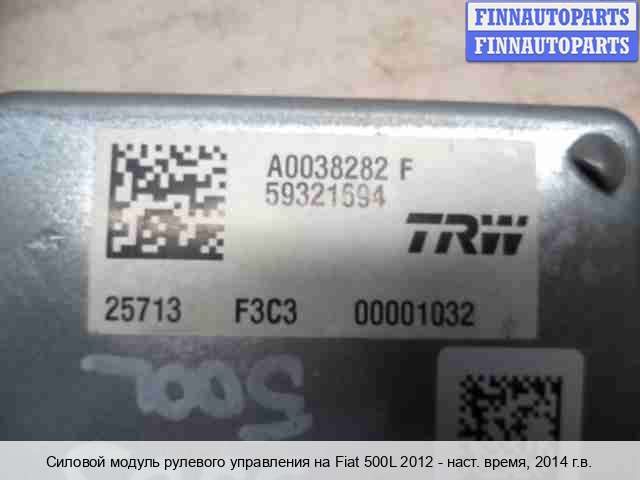 FINNAUTOPARTS
FINNAUTOPARTS
A0038282 F
59321694
TRW
25713 F3C3 00001032
500L
Силовой модуль рулевого управления на Fiat 500L 2012 - наст. время, 2014 г.в.